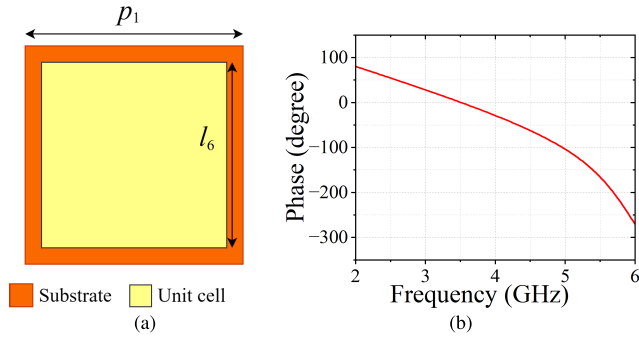 p₁
l₆
Substrate
Unit cell
(a)
100
0
−100
−200
−300
Phase (degree)
2
3
4
5
6
Frequency (GHz)
(b)